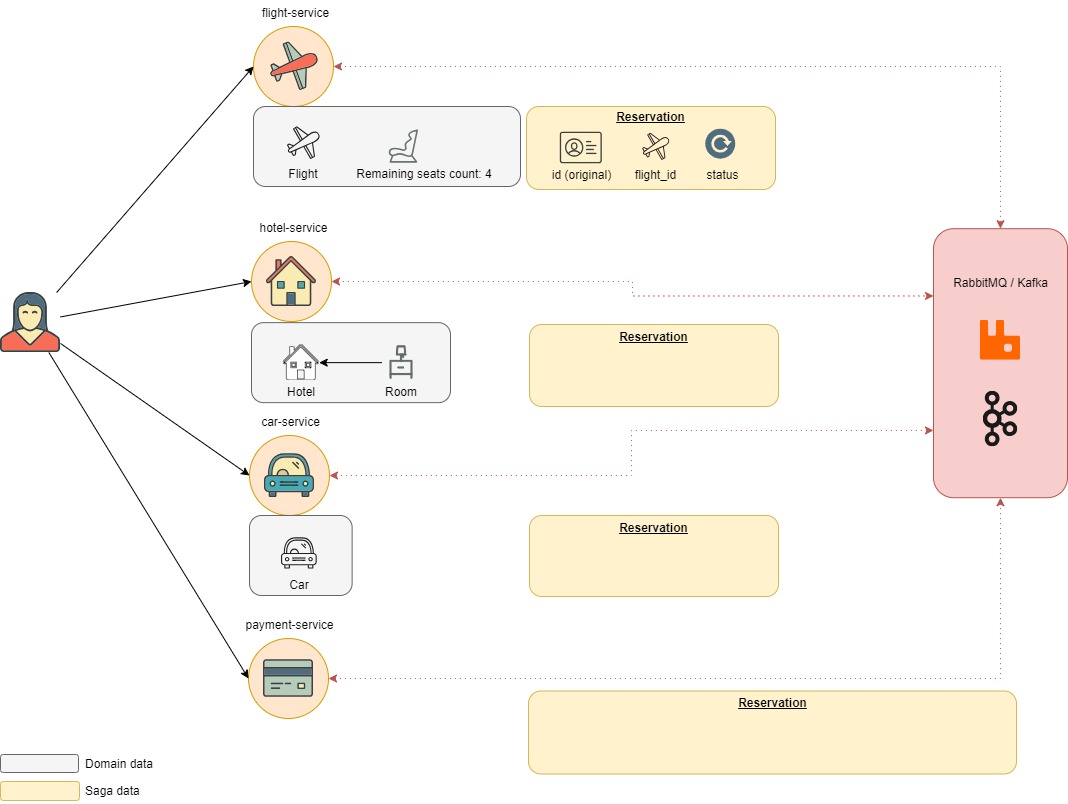 flight-service
Reservation
Flight
Remaining seats count: 4
id (original)
flight_id
status
hotel-service
RabbitMQ / Kafka
Reservation
Hotel
Room
car-service
Reservation
Car
payment-service
Reservation
Domain data
Saga data